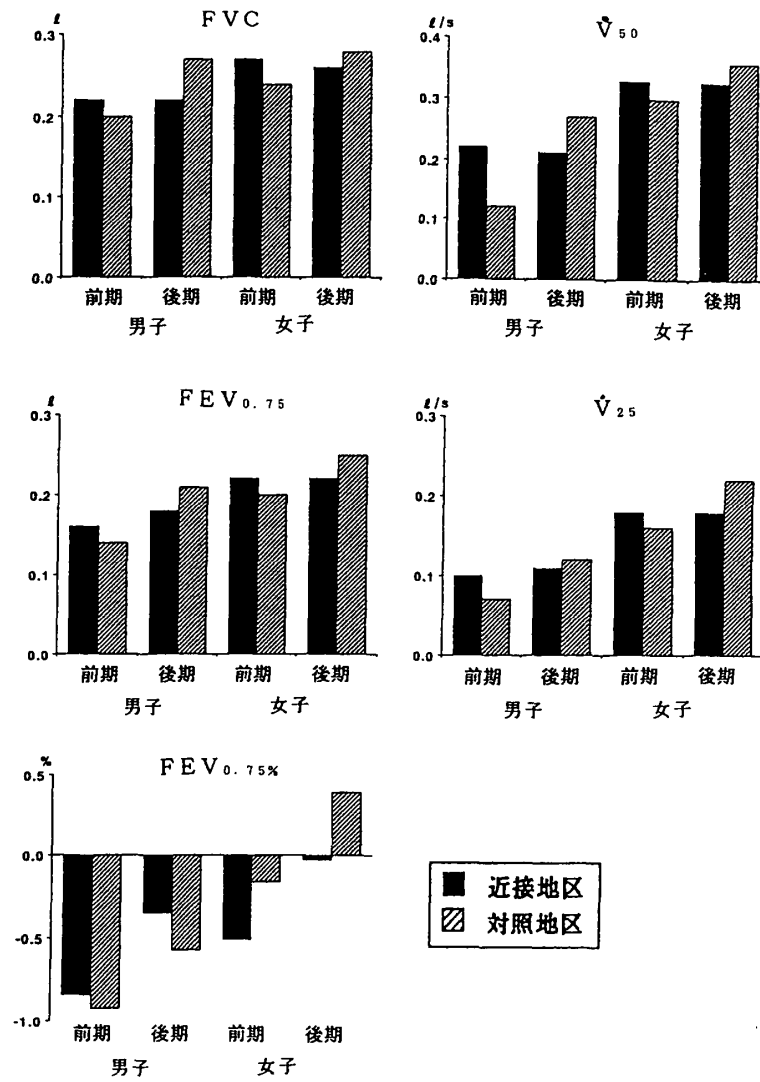 FVC
ℓ
0.3
0.2
0.1
0.0
前期 後期 前期 後期
男子 女子
V̇50
ℓ/s
0.4
0.3
0.2
0.1
0.0
前期 後期 前期 後期
男子 女子
FEV0.75
ℓ
0.3
0.2
0.1
0.0
前期 後期 前期 後期
男子 女子
V̇25
ℓ/s
0.3
0.2
0.1
0.0
前期 後期 前期 後期
男子 女子
FEV0.75%
%
0.5
0.0
-0.5
-1.0
前期 後期 前期 後期
男子 女子
近接地区
対照地区